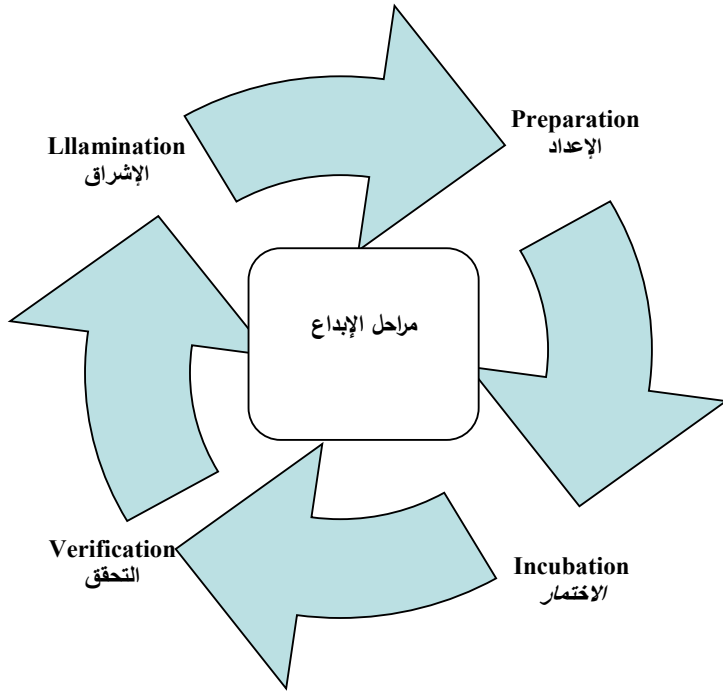 Lllamination
الإشراق
Preparation
الإعداد
مراحل الإبداع
Verification
التحقق
Incubation
الاختمار